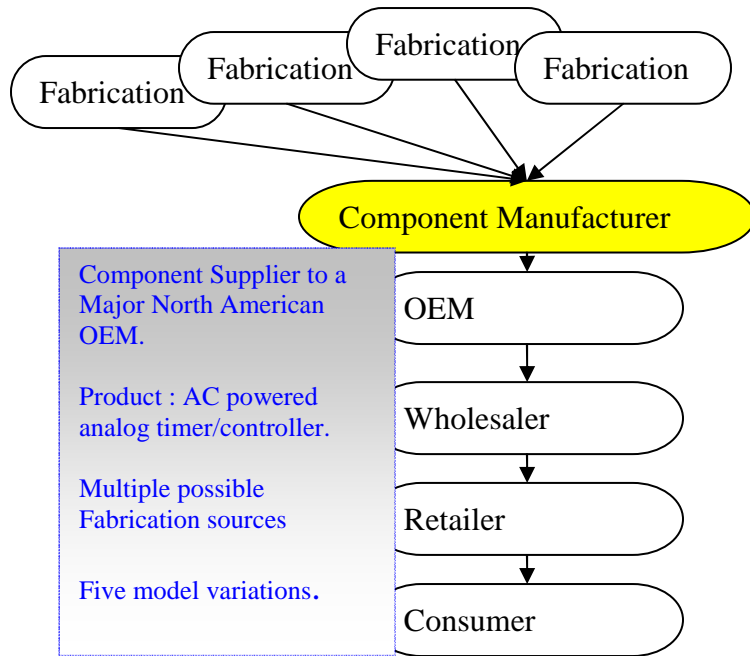 Fabrication
Fabrication
Fabrication
Fabrication
Component Manufacturer
Component Supplier to a
Major North American
OEM.
Product : AC powered
analog timer/controller.
Multiple possible
Fabrication sources
Five model variations.
OEM
Wholesaler
Retailer
Consumer